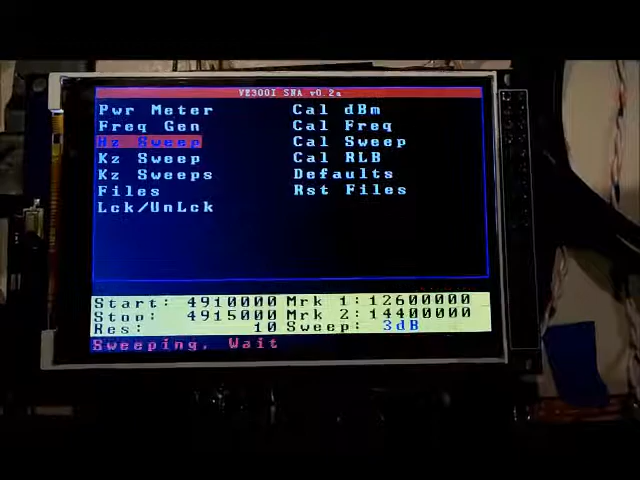 VE3OOI SNA v0.2a
Pwr Meter Cal dBm
Freq Gen Cal Freq
Hz Sweep Cal Sweep
Kz Sweep Cal RLB
Kz Sweeps Defaults
Files Rst Files
Lck/UnLck
Start: 4910000 Mrk 1:12600000
Stop: 4915000 Mrk 2:14400000
Res: 10 Sweep: 3dB
Sweeping, Wait